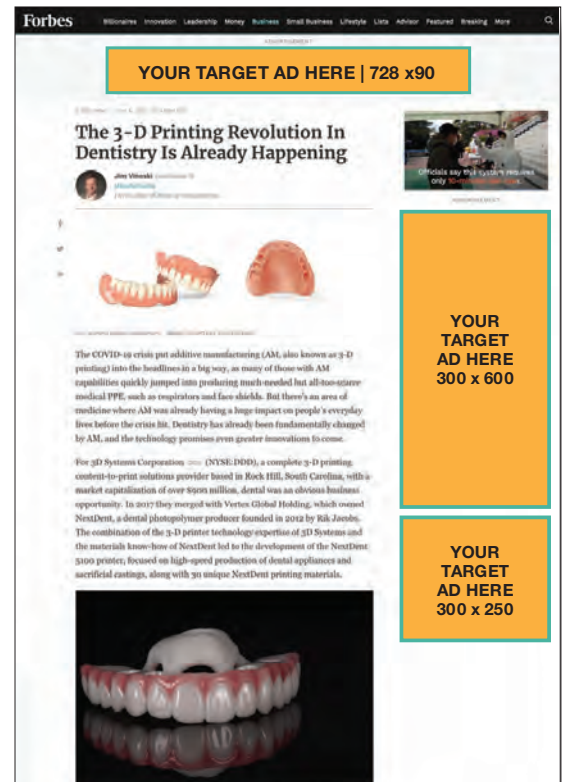 Forbes
Billionaires Innovation Leadership Money Business Small Business Lifestyle Lists Advisor Featured Breaking More
ADVERTISEMENT
YOUR TARGET AD HERE | 728 x90
The 3-D Printing Revolution In
Dentistry Is Already Happening
Jim Vinoski
Officials say this system requires
only
ADVERTISEMENT
YOUR
TARGET
AD HERE
300 x 600
The COVID-19 crisis put additive manufacturing (AM, also known as 3-D
printing) into the headlines in a big way, as many of those with AM
capabilities quickly jumped into producing much-needed but all-too-scarce
medical PPE, such as respirators and face shields. But there's an area of
medicine where AM was already having a huge impact on people's everyday
lives before the crisis hit. Dentistry has already been fundamentally changed
by AM, and the technology promises even greater innovations to come.
For 3D Systems Corporation (NYSE:DDD), a complete 3-D printing
content-to-print solutions provider based in Rock Hill, South Carolina, with a
market capitalization of over $900 million, dental was an obvious business
opportunity. In 2017 they merged with Vertex Global Holding, which owned
NextDent, a dental photopolymer producer founded in 2012 by Rik Jacobs.
The combination of the 3-D printer technology expertise of 3D Systems and
the materials know-how of NextDent led to the development of the NextDent
5100 printer, focused on high-speed production of dental appliances and
sacrificial castings, along with 30 unique NextDent printing materials.
YOUR
TARGET
AD HERE
300 x 250